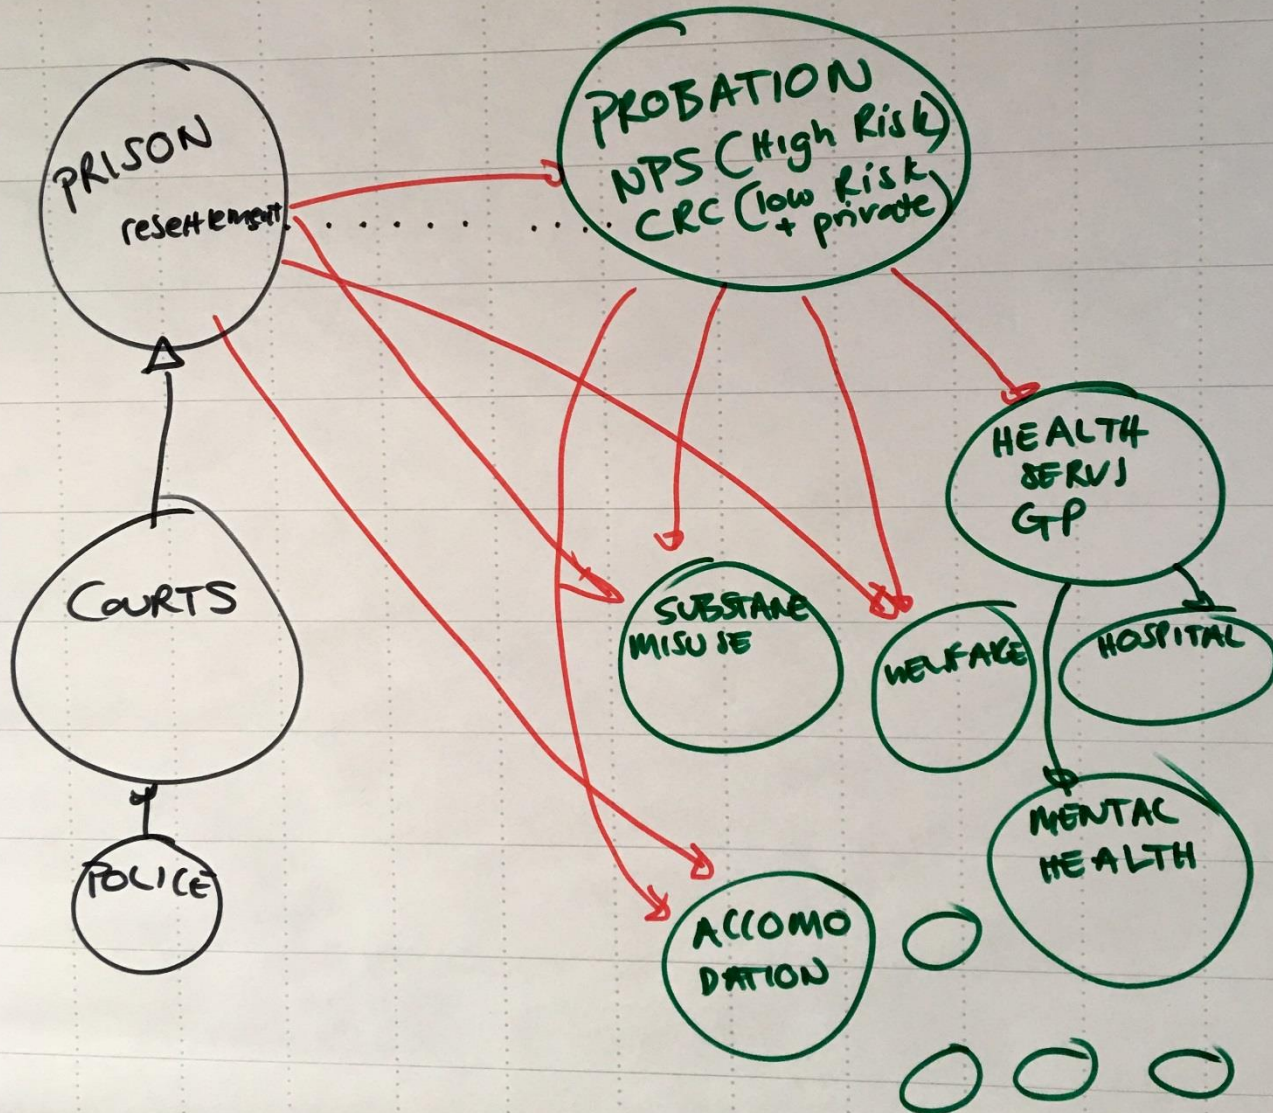 PRISON
resettlement
PROBATION
NPS (High Risk)
CRC (low Risk
+ private)
HEALTH
SERVS
GP
COURTS
SUBSTANE
MISUSE
WELFARE
HOSPITAL
MENTAL
HEALTH
POLICE
ACCOMO
DATION